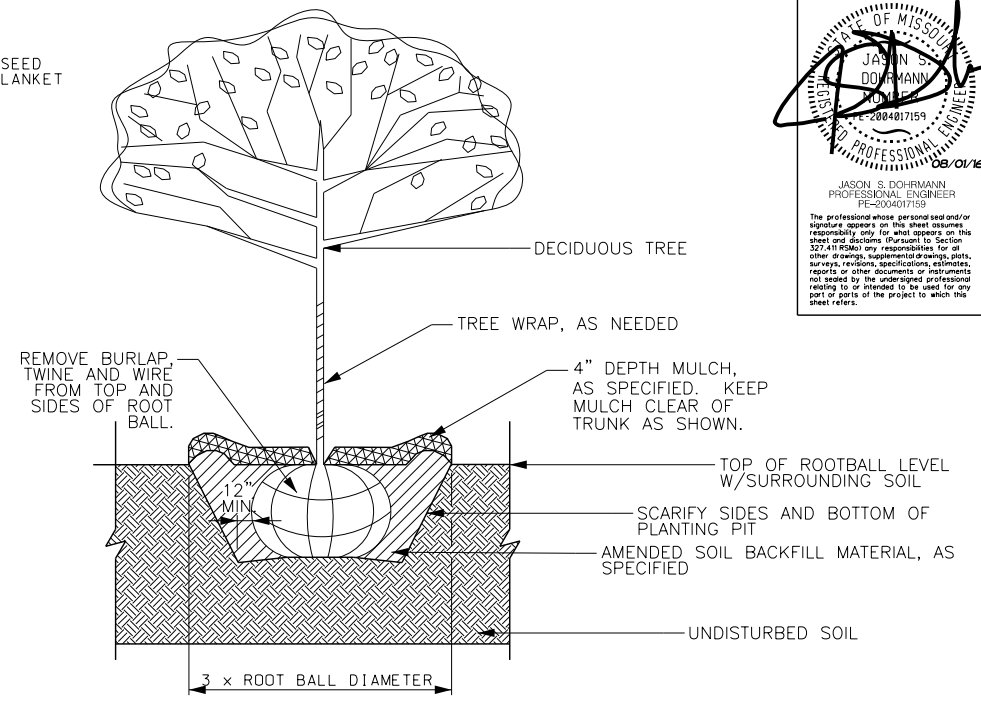 SEED
LANKET
DECIDUOUS TREE
TREE WRAP, AS NEEDED
REMOVE BURLAP,
TWINE AND WIRE
FROM TOP AND
SIDES OF ROOT
BALL.
4" DEPTH MULCH,
AS SPECIFIED. KEEP
MULCH CLEAR OF
TRUNK AS SHOWN.
12"
MIN.
TOP OF ROOTBALL LEVEL
W/SURROUNDING SOIL
SCARIFY SIDES AND BOTTOM OF
PLANTING PIT
AMENDED SOIL BACKFILL MATERIAL, AS
SPECIFIED
UNDISTURBED SOIL
3 x ROOT BALL DIAMETER
STATE OF MISSOURI
JASON S.
DOHRMANN
NUMBER
PE-2004017159
REGISTERED PROFESSIONAL ENGINEER
08/01/16
JASON S. DOHRMANN
PROFESSIONAL ENGINEER
PE-2004017159
The professional whose personal seal and/or
signature appears on this sheet assumes
responsibility only for what appears on this
sheet and disclaims (Pursuant to Section
327.411 RSMo) any responsibilities for all
other drawings, supplemental drawings, plats,
surveys, revisions, specifications, estimates,
reports or other documents or instruments
not sealed by the undersigned professional
relating to or intended to be used for any
part or parts of the project to which this
sheet refers.